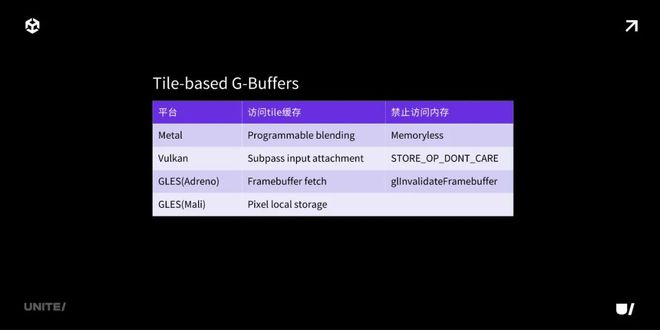 Tile-based G-Buffers
平台 访问tile缓存 禁止访问内存
Metal Programmable blending Memoryless
Vulkan Subpass input attachment STORE_OP_DONT_CARE
GLES(Adreno) Framebuffer fetch glInvalidateFramebuffer
GLES(Mali) Pixel local storage
UNITE/ U/